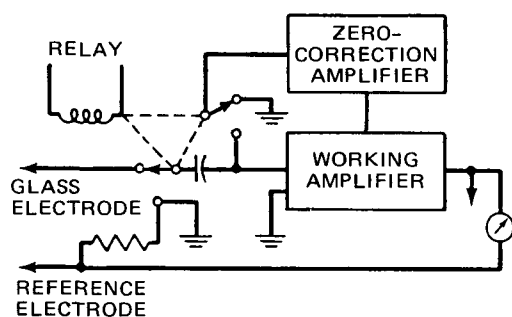 RELAY
ZERO-
CORRECTION
AMPLIFIER
WORKING
AMPLIFIER
GLASS
ELECTRODE
REFERENCE
ELECTRODE